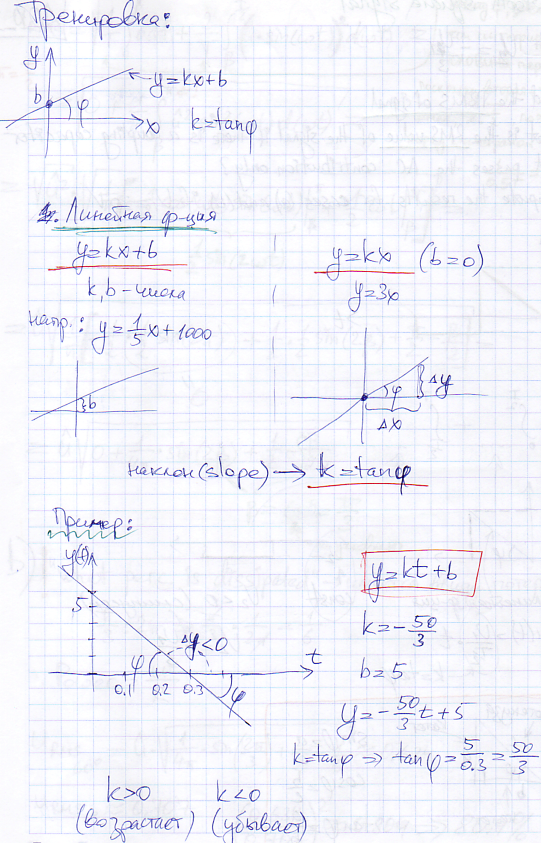 Тренировка:
y
y=kx+b
b
φ
x
k=tanφ
1. Линейная ф-ция
y=kx+b
y=kx (b=0)
k, b - числа
y=3x
напр.: y=1/5x+1000
b
φ
Δy
Δx
наклон (slope) → k=tanφ
Пример:
y(t)
5
Δy<0
φ
t
0.1 0.2 0.3
φ
y=kt+b
k=-50/3
b=5
y=-50/3t+5
k=tanφ ⇒ tanφ=5/0.3=50/3
k>0 k<0
(возрастает) (убывает)